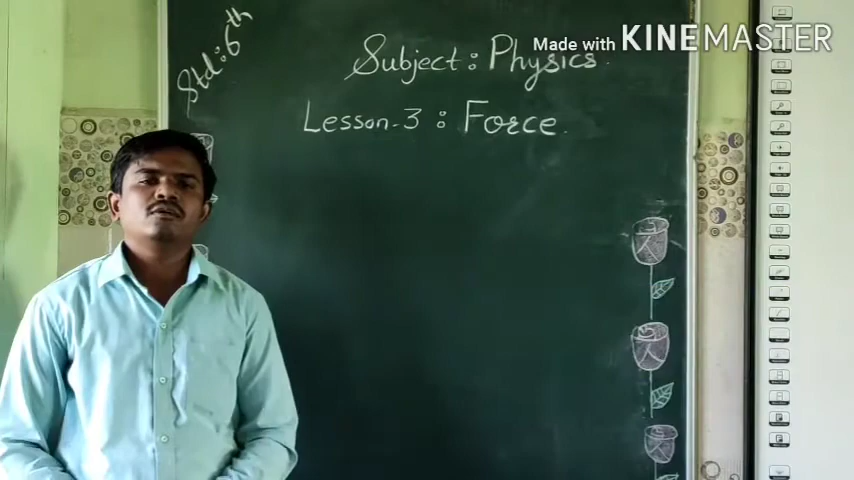 Std:6th
Subject: Physics.
Made with KINEMASTER
Lesson-3: Force.